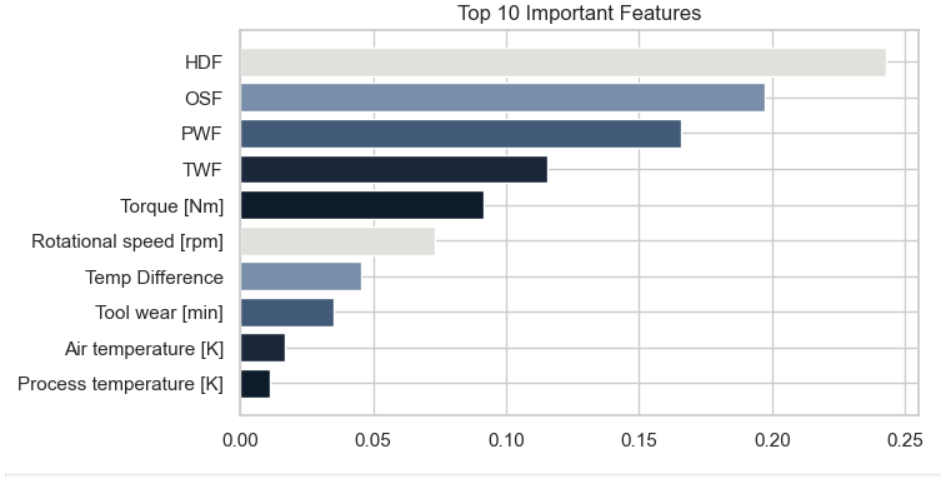 Top 10 Important Features
HDF
OSF
PWF
TWF
Torque [Nm]
Rotational speed [rpm]
Temp Difference
Tool wear [min]
Air temperature [K]
Process temperature [K]
0.00 0.05 0.10 0.15 0.20 0.25